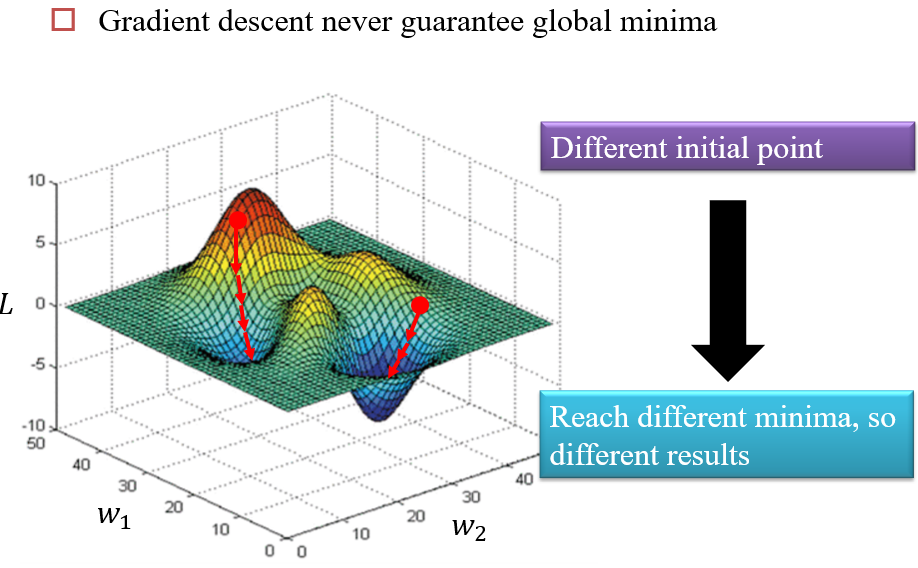 Gradient descent never guarantee global minima
Different initial point
10
5
L
0
-5
-10
50
40
30
20
10
0
w₁
0
10
20
30
40
w₂
Reach different minima, so
different results